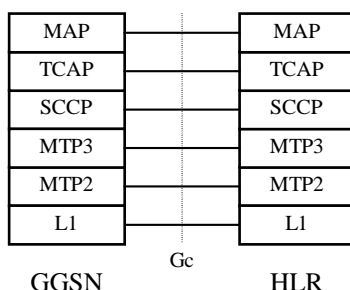 MAP MAP
TCAP TCAP
SCCP SCCP
MTP3 MTP3
MTP2 MTP2
L1 L1
Gc
GGSN HLR